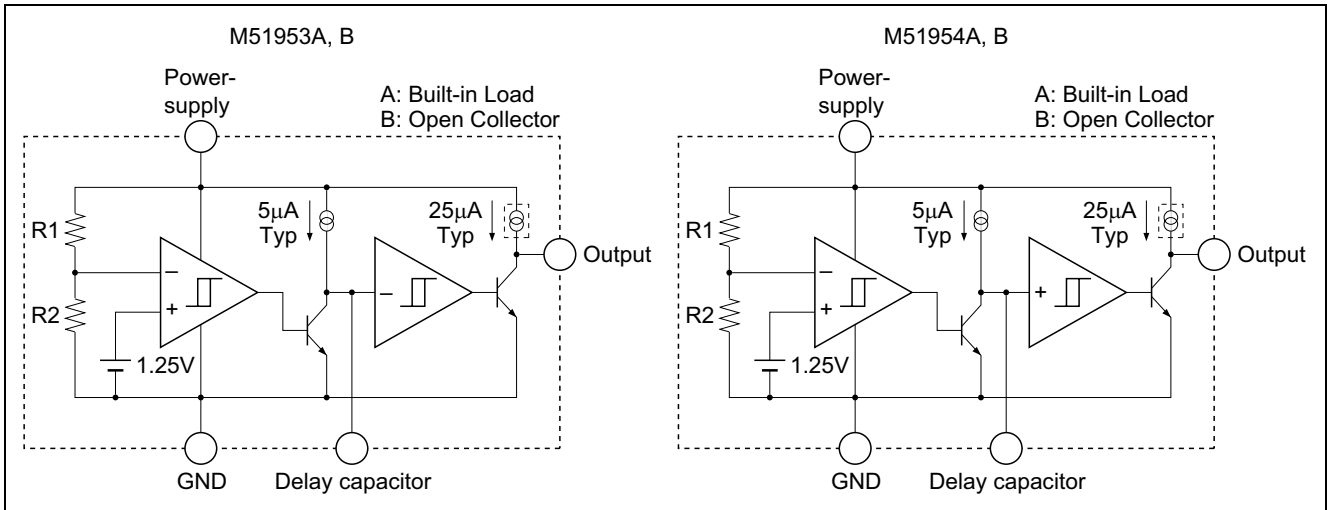 M51953A, B
Power-
supply
A: Built-in Load
B: Open Collector
R1
R2
−
+
1.25V
5μA
Typ
−
25μA
Typ
Output
GND
Delay capacitor
M51954A, B
Power-
supply
A: Built-in Load
B: Open Collector
R1
R2
−
+
1.25V
5μA
Typ
+
25μA
Typ
Output
GND
Delay capacitor